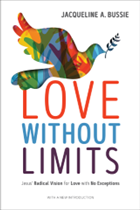 JACQUELINE A. BUSSIE
LOVE
WITHOUT
LIMITS
Jesus' Radical Vision for Love with No Exceptions
WITH A NEW INTRODUCTION